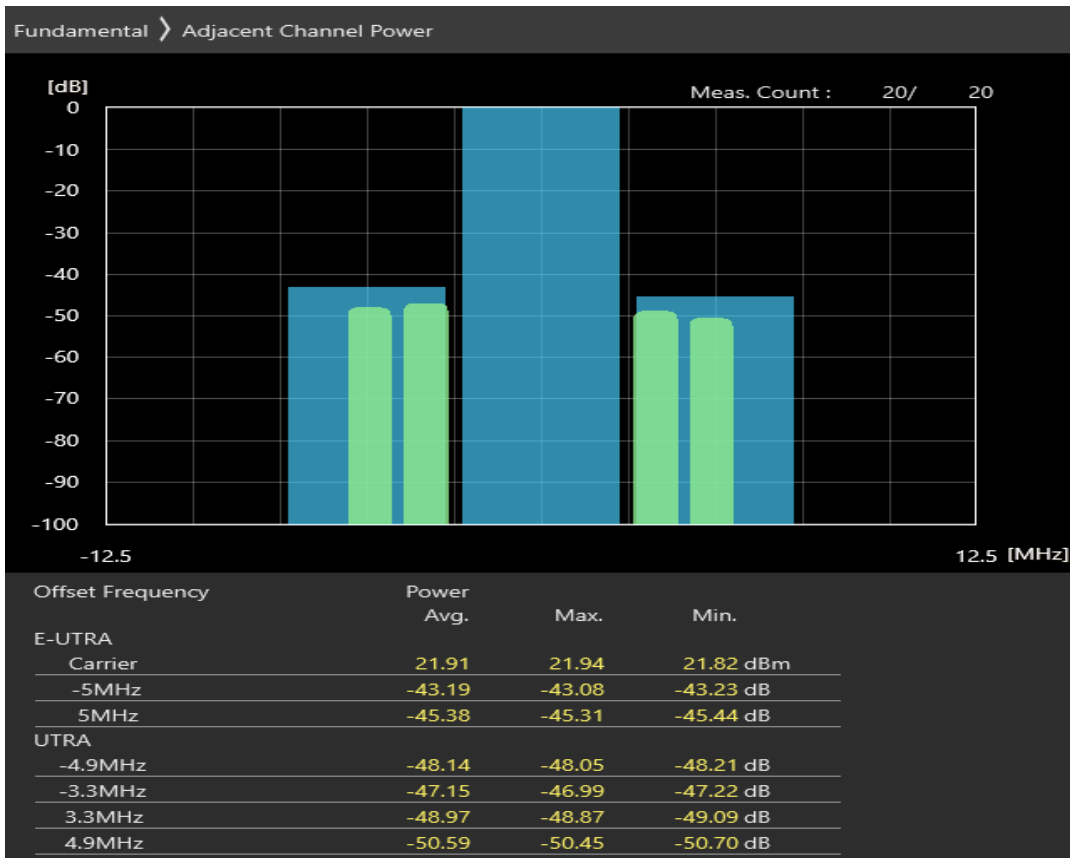 Fundamental 〉 Adjacent Channel Power
[dB]
Meas. Count : 20/ 20
0
-10
-20
-30
-40
-50
-60
-70
-80
-90
-100
-12.5 12.5 [MHz]
Offset Frequency Power
Avg. Max. Min.
E-UTRA
Carrier 21.91 21.94 21.82 dBm
-5MHz -43.19 -43.08 -43.23 dB
5MHz -45.38 -45.31 -45.44 dB
UTRA
-4.9MHz -48.14 -48.05 -48.21 dB
-3.3MHz -47.15 -46.99 -47.22 dB
3.3MHz -48.97 -48.87 -49.09 dB
4.9MHz -50.59 -50.45 -50.70 dB